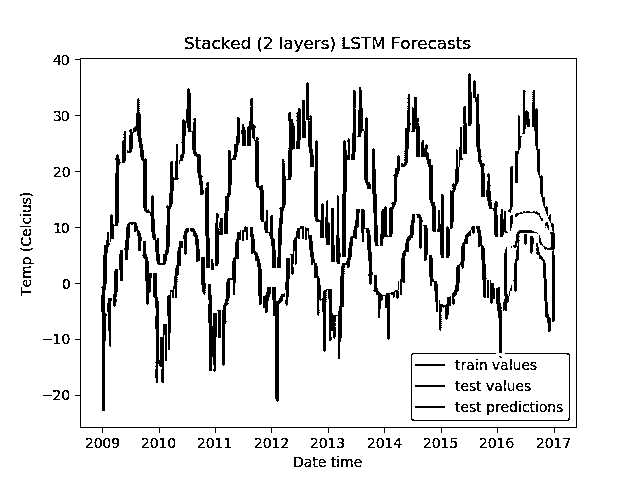 Stacked (2 layers) LSTM Forecasts
40
30
20
10
0
−10
−20
Temp (Celcius)
train values
test values
test predictions
2009 2010 2011 2012 2013 2014 2015 2016 2017
Date time